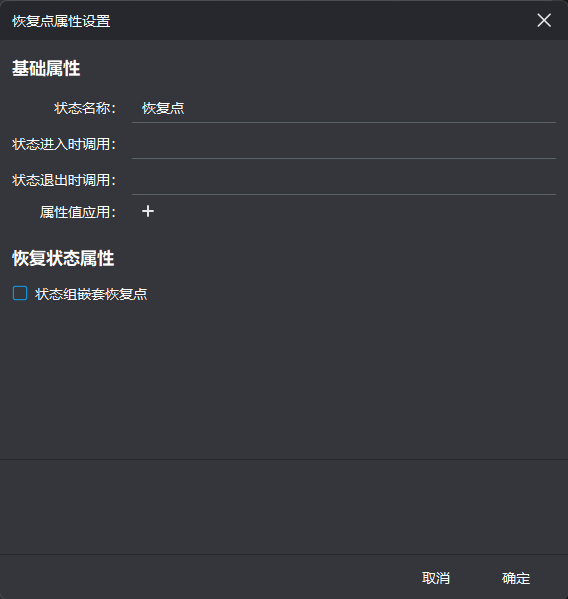 恢复点属性设置
基础属性
状态名称： 恢复点
状态进入时调用：
状态退出时调用：
属性值应用： +
恢复状态属性
状态组嵌套恢复点
取消 确定